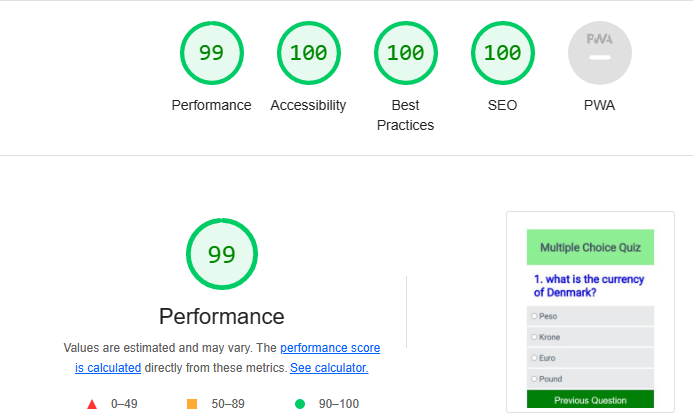 99 100 100 100 PWA
Performance Accessibility Best Practices SEO PWA
99
Performance
Values are estimated and may vary. The performance score
is calculated directly from these metrics. See calculator.
0–49 50–89 90–100
Multiple Choice Quiz
1. what is the currency
of Denmark?
Peso
Krone
Euro
Pound
Previous Question